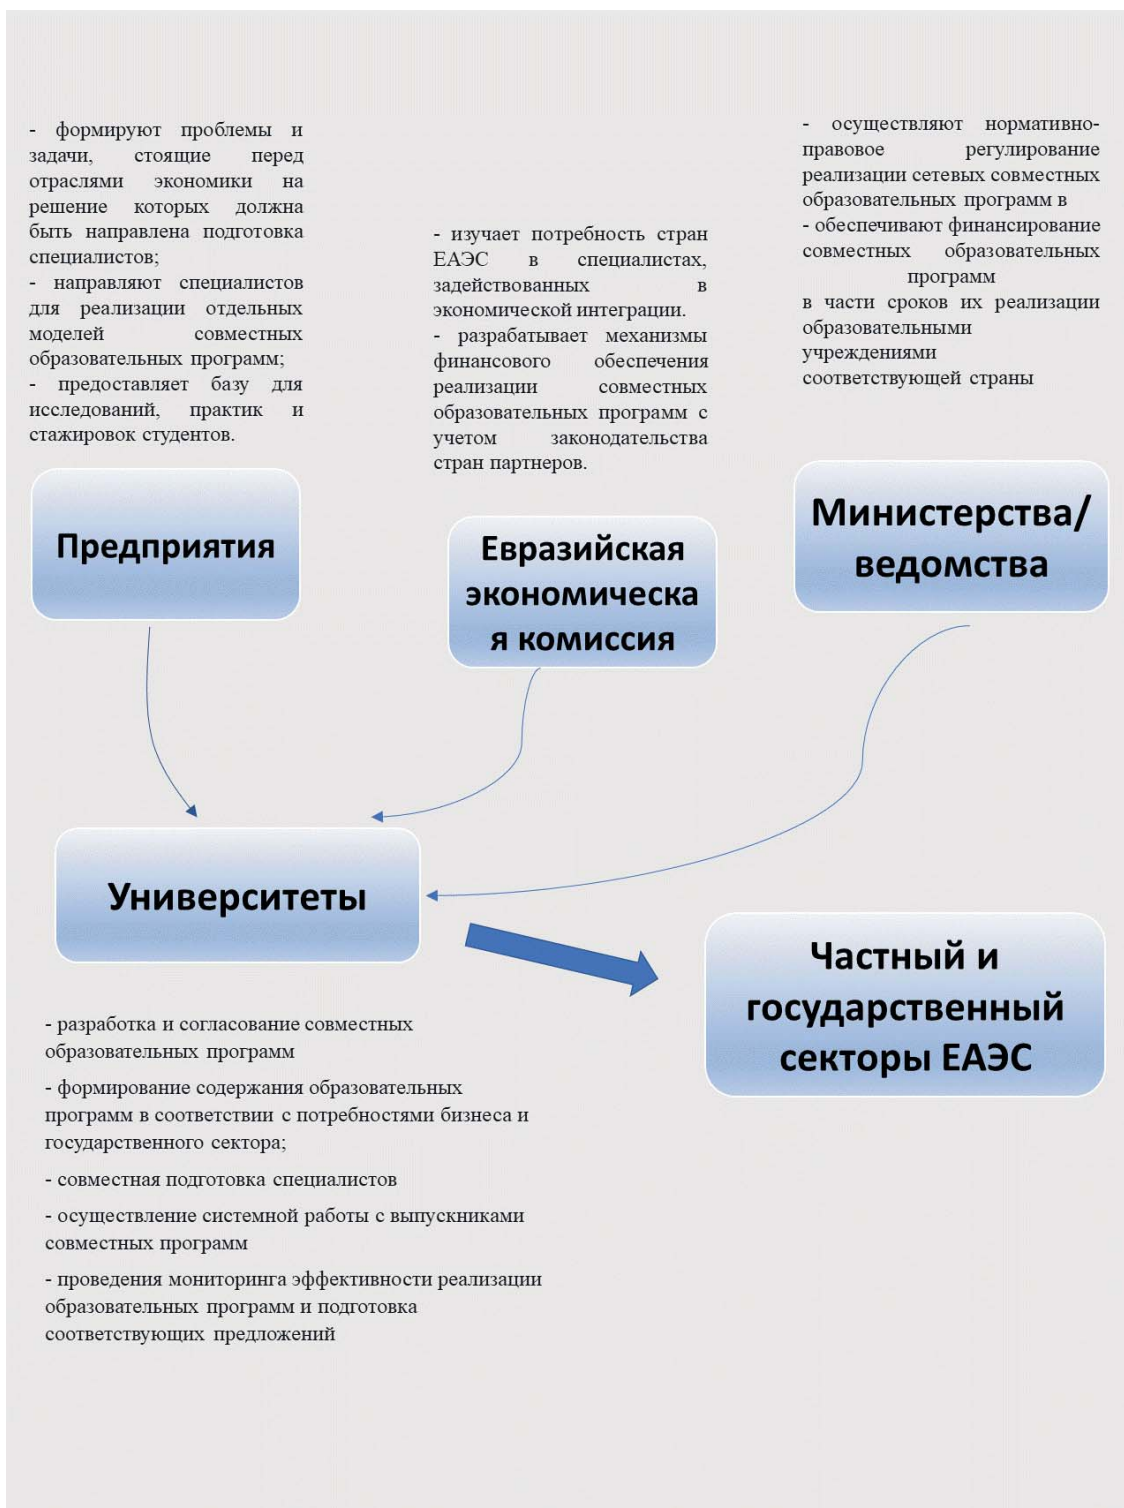 - формируют проблемы и
задачи, стоящие перед
отраслями экономики на
решение которых должна
быть направлена подготовка
специалистов;
- направляют специалистов
для реализации отдельных
моделей совместных
образовательных программ;
- предоставляет базу для
исследований, практик и
стажировок студентов.
- изучает потребность стран
ЕАЭС в специалистах,
задействованных в
экономической интеграции.
- разрабатывает механизмы
финансового обеспечения
реализации совместных
образовательных программ с
учетом законодательства
стран партнеров.
- осуществляют нормативно-
правовое регулирование
реализации сетевых совместных
образовательных программ в
- обеспечивают финансирование
совместных образовательных
программ
в части сроков их реализации
образовательными
учреждениями
соответствующей страны
Предприятия
Евразийская
экономическа
я комиссия
Министерства/
ведомства
Университеты
Частный и
государственный
секторы ЕАЭС
- разработка и согласование совместных
образовательных программ
- формирование содержания образовательных
программ в соответствии с потребностями бизнеса и
государственного сектора;
- совместная подготовка специалистов
- осуществление системной работы с выпускниками
совместных программ
- проведения мониторинга эффективности реализации
образовательных программ и подготовка
соответствующих предложений